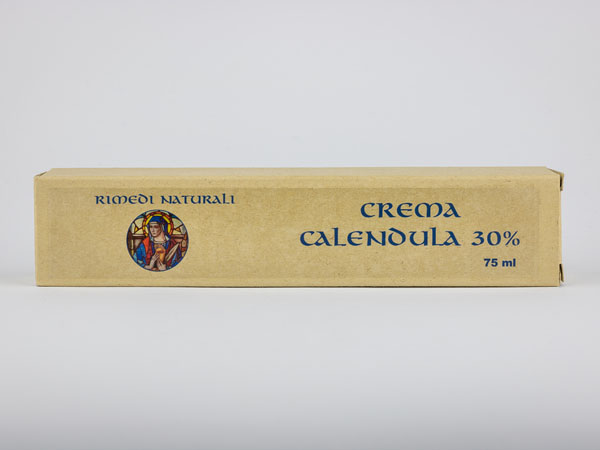 RIMEDI NATURALI
CREMA
CALENDULA 30%
75 ml